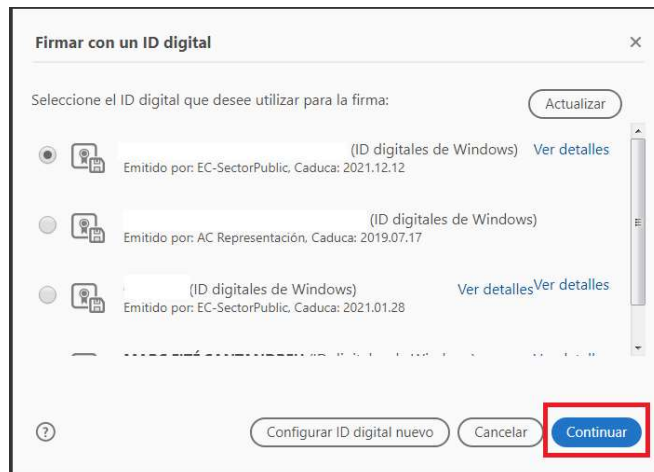 Firmar con un ID digital
Seleccione el ID digital que desee utilizar para la firma:
Actualizar
(ID digitales de Windows) Ver detalles
Emitido por: EC-SectorPublic, Caduca: 2021.12.12
(ID digitales de Windows)
Emitido por: AC Representación, Caduca: 2019.07.17
(ID digitales de Windows) Ver detalles Ver detalles
Emitido por: EC-SectorPublic, Caduca: 2021.01.28
Configurar ID digital nuevo
Cancelar
Continuar